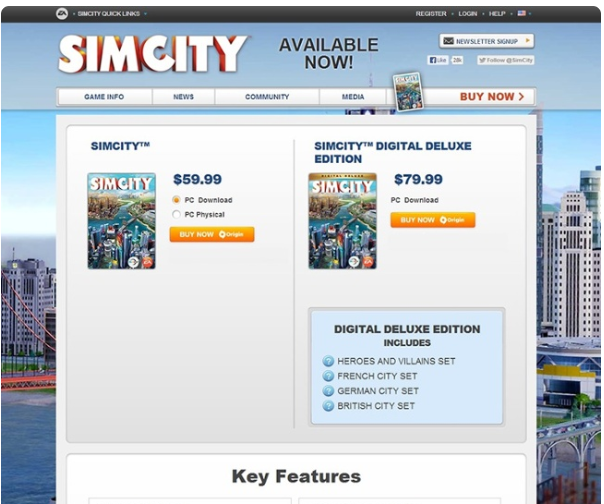 EA SIMCITY QUICK LINKS
REGISTER LOGIN HELP
SIMCITY
AVAILABLE
NOW!
NEWSLETTER SIGNUP
Like 28k Follow @SimCity
GAME INFO NEWS COMMUNITY MEDIA BUY NOW >
SIMCITY™
SIMCITY
$59.99
PC Download
PC Physical
BUY NOW Origin
SIMCITY™ DIGITAL DELUXE
EDITION
DIGITAL DELUXE
SIMCITY
$79.99
PC Download
BUY NOW Origin
DIGITAL DELUXE EDITION
INCLUDES
? HEROES AND VILLAINS SET
? FRENCH CITY SET
? GERMAN CITY SET
? BRITISH CITY SET
Key Features